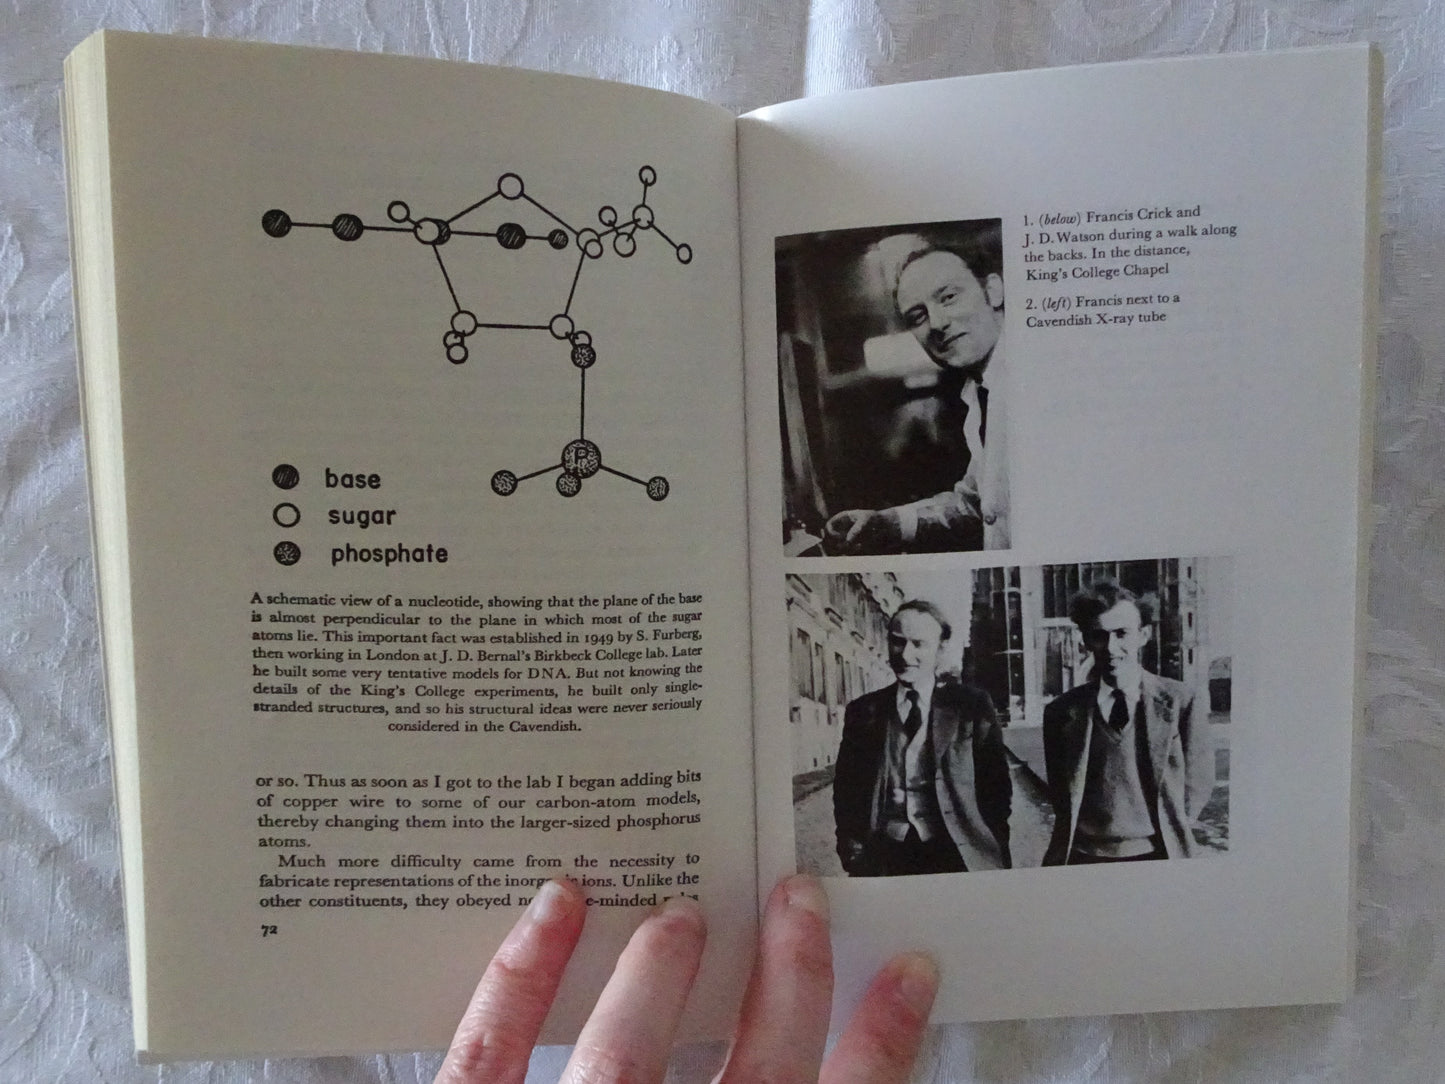 P
base
sugar
phosphate
A schematic view of a nucleotide, showing that the plane of the base
is almost perpendicular to the plane in which most of the sugar
atoms lie. This important fact was established in 1949 by S. Furberg,
then working in London at J. D. Bernal's Birkbeck College lab. Later
he built some very tentative models for DNA. But not knowing the
details of the King's College experiments, he built only single-
stranded structures, and so his structural ideas were never seriously
considered in the Cavendish.
or so. Thus as soon as I got to the lab I began adding bits
of copper wire to some of our carbon-atom models,
thereby changing them into the larger-sized phosphorus
atoms.
Much more difficulty came from the necessity to
fabricate representations of the ions. Unlike the
other constituents, they obeyed
72
1. (below) Francis Crick and
J. D. Watson during a walk along
the backs. In the distance,
King's College Chapel
2. (left) Francis next to a
Cavendish X-ray tube